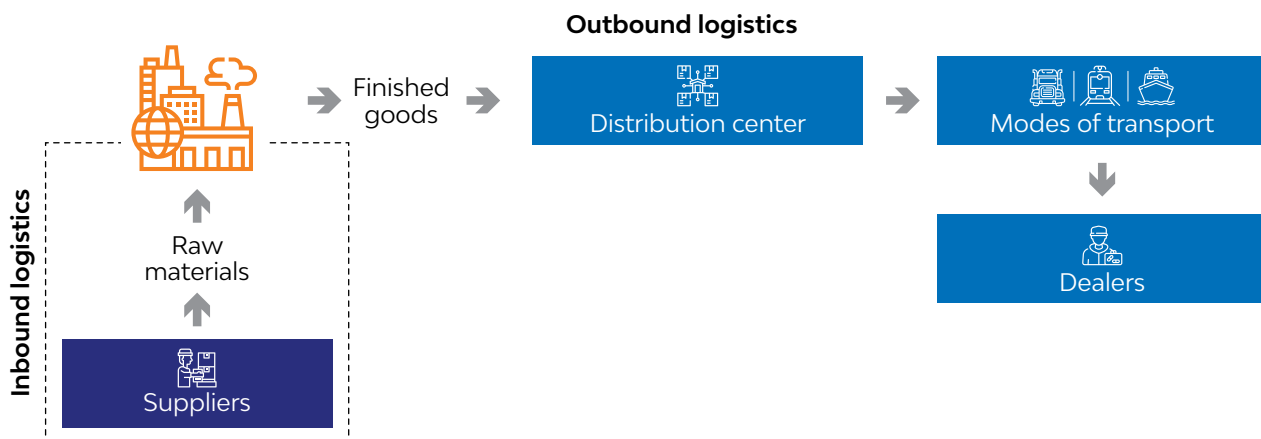 Outbound logistics
Finished
goods
Distribution center
Modes of transport
Dealers
Inbound logistics
Raw
materials
Suppliers